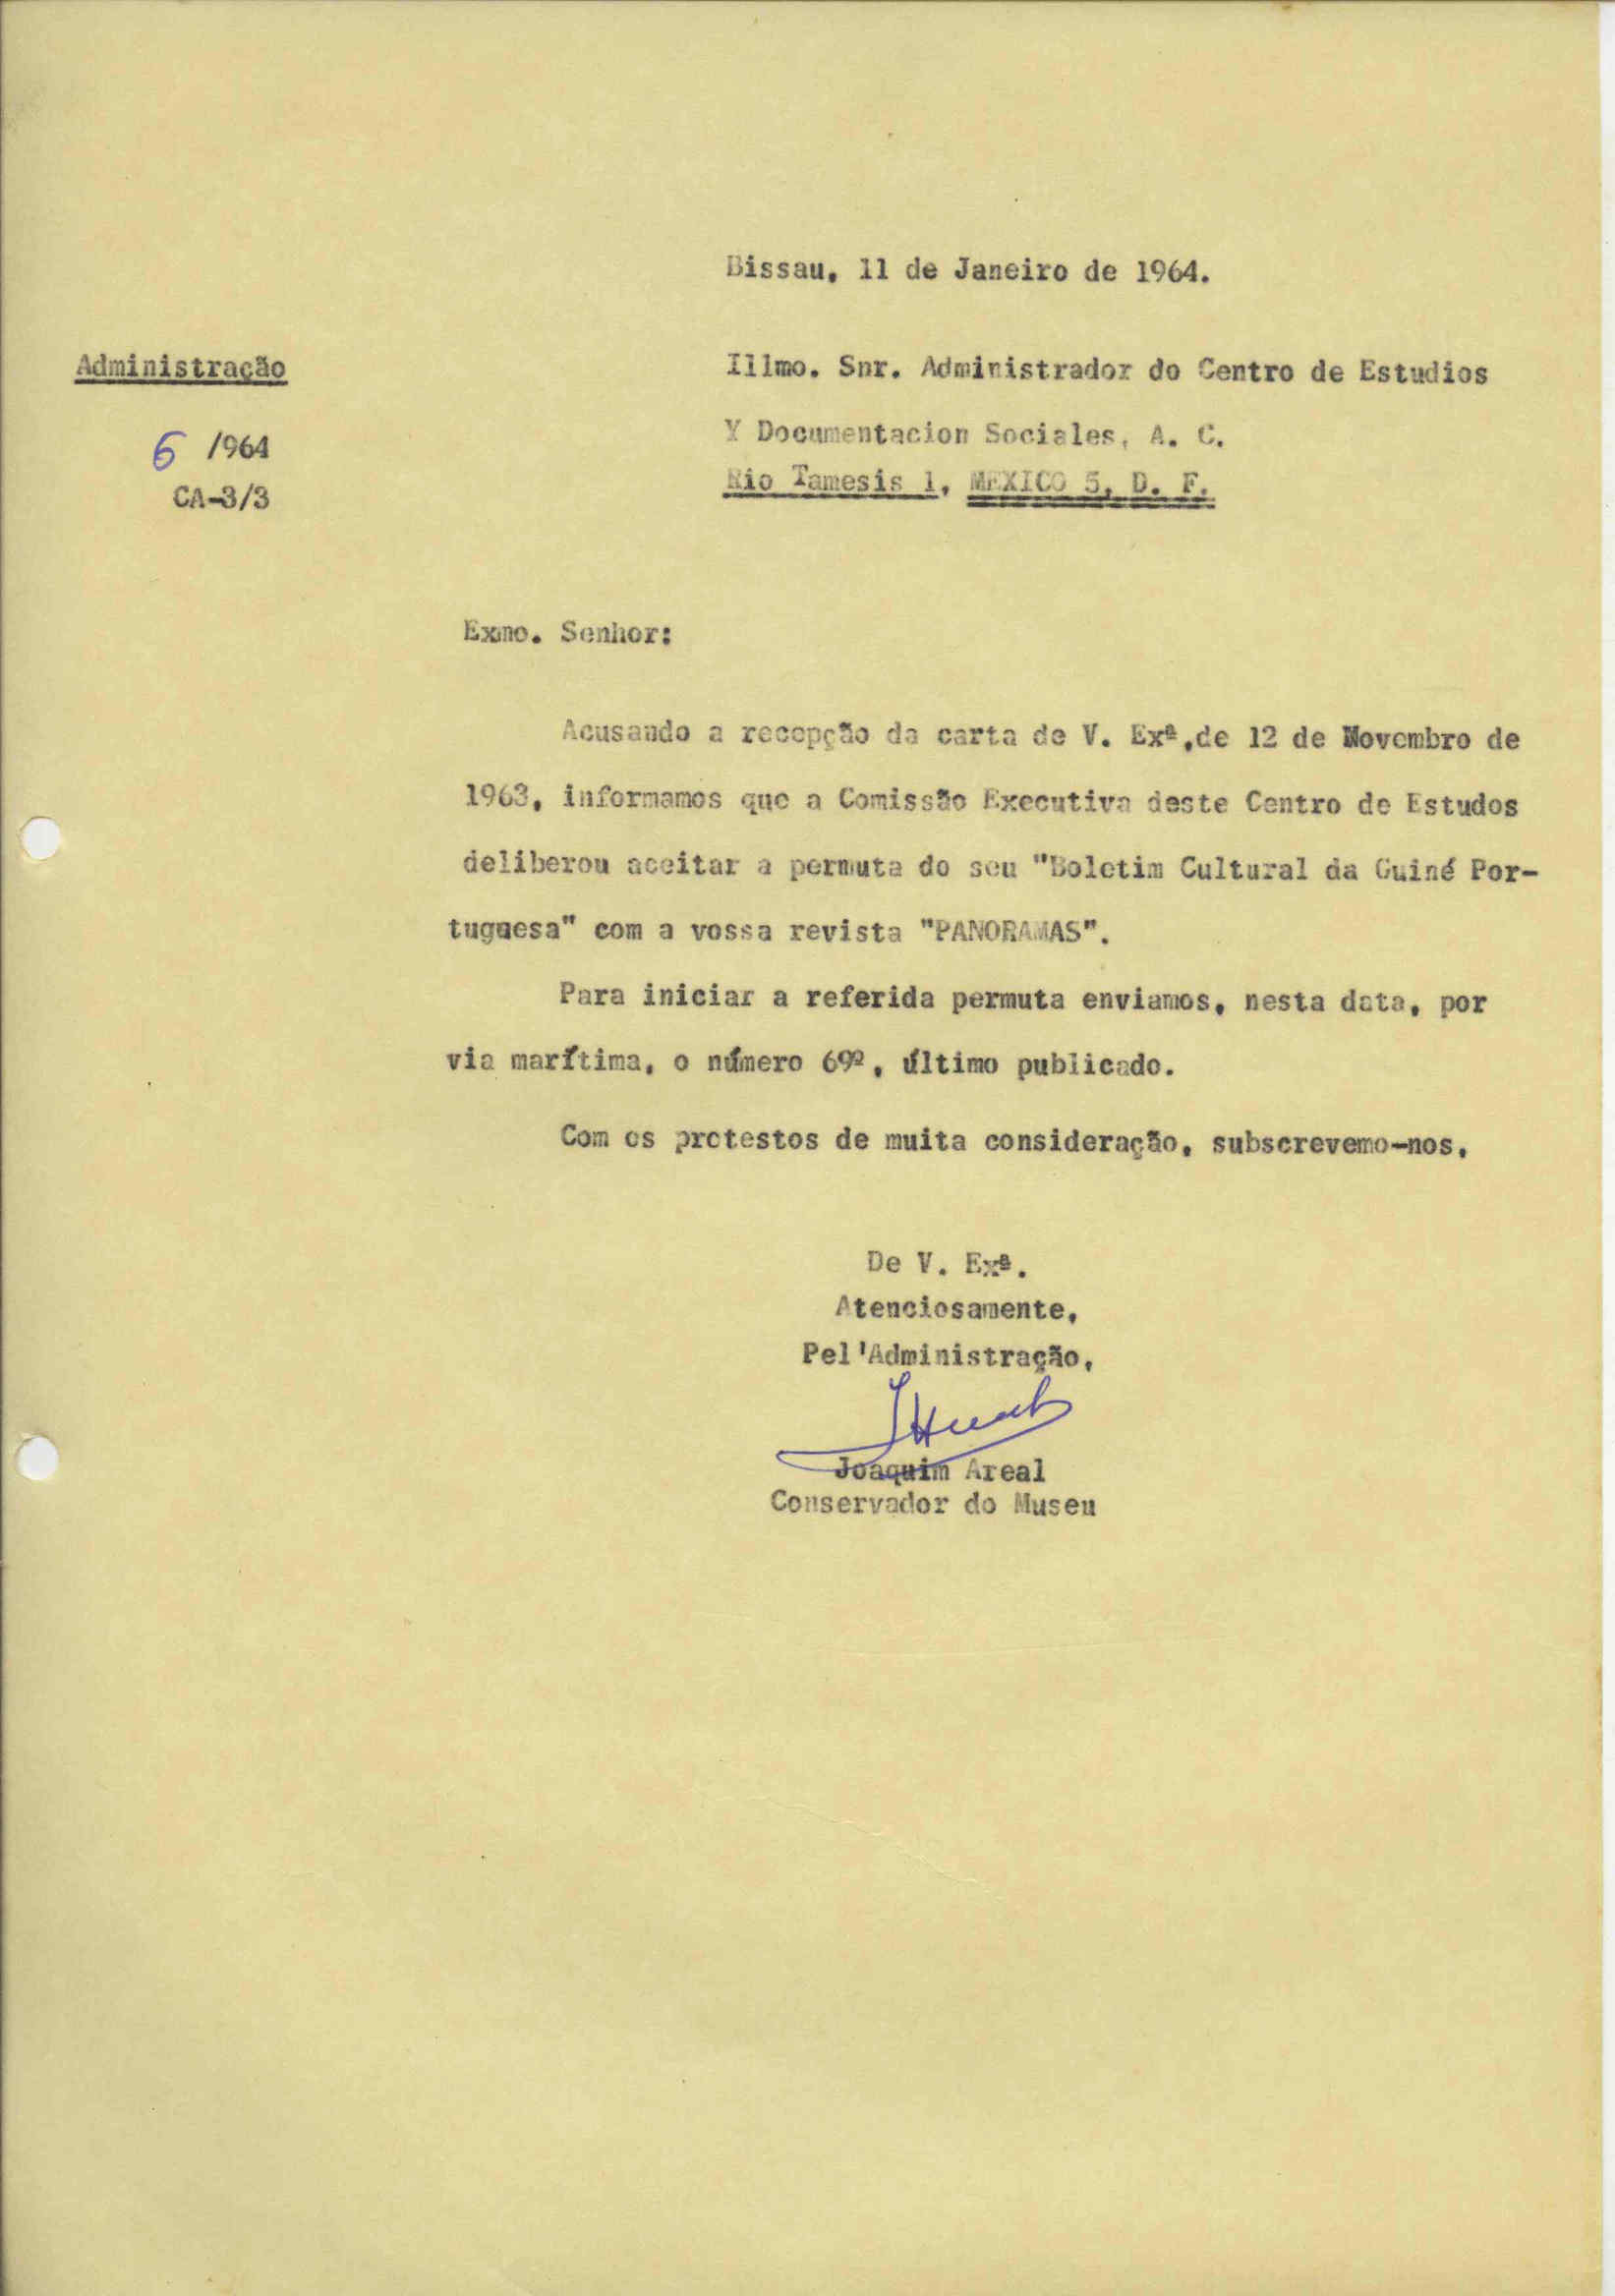 Bissau, 11 de Janeiro de 1964.
Administração
Illmo. Snr. Administrador do Centro de Estudios
Y Documentacion Sociales, A. C.
6 /964
Rio Tamesis 1, MEXICO 5, D. F.
CA-3/3
Exmo. Senhor:
Acusando a recepção da carta de V. Exª,de 12 de Novembro de
1963, informamos que a Comissão Executiva deste Centro de Estudos
deliberou aceitar a permuta do seu "Boletim Cultural da Guiné Por-
tuguesa" com a vossa revista "PANORAMAS".
Para iniciar a referida permuta enviamos, nesta data, por
via marítima, o número 69º, último publicado.
Com os protestos de muita consideração, subscrevemo-nos,
De V. Exª.
Atenciosamente,
Pel'Administração,
Joaquim Areal
Conservador do Museu